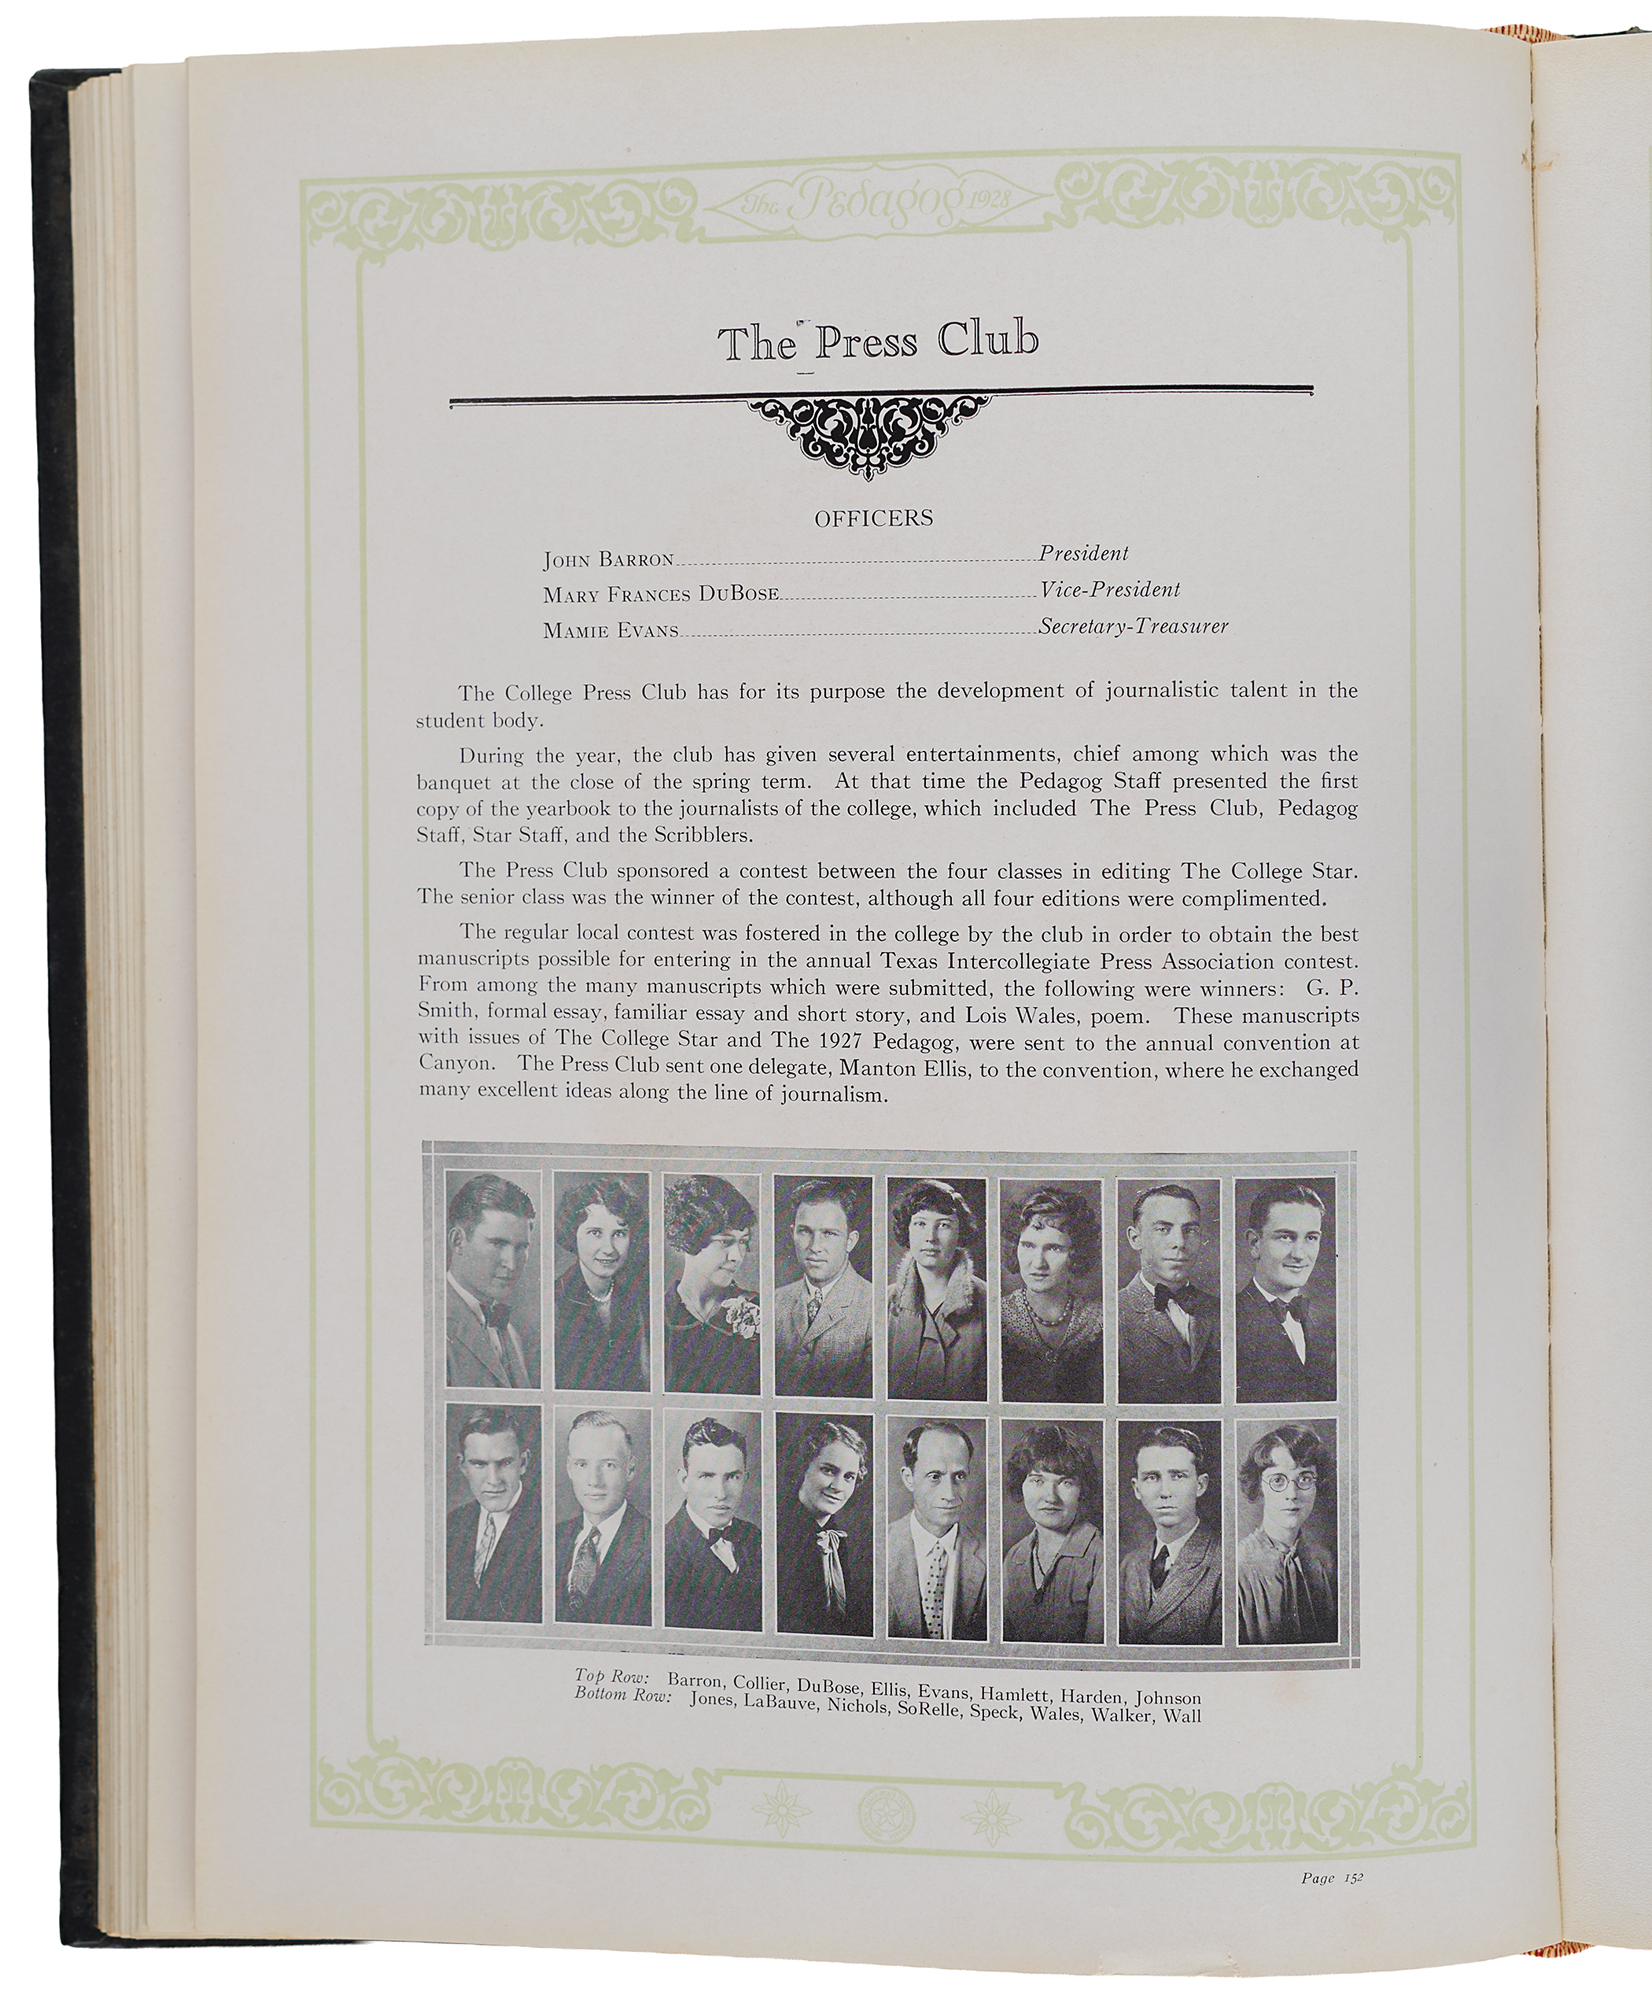 The Pedagog 1928
The Press Club
OFFICERS
JOHN BARRON President
MARY FRANCES DUBOSE Vice-President
MAMIE EVANS Secretary-Treasurer
The College Press Club has for its purpose the development of journalistic talent in the
student body.
During the year, the club has given several entertainments, chief among which was the
banquet at the close of the spring term. At that time the Pedagog Staff presented the first
copy of the yearbook to the journalists of the college, which included The Press Club, Pedagog
Staff, Star Staff, and the Scribblers.
The Press Club sponsored a contest between the four classes in editing The College Star.
The senior class was the winner of the contest, although all four editions were complimented.
The regular local contest was fostered in the college by the club in order to obtain the best
manuscripts possible for entering in the annual Texas Intercollegiate Press Association contest.
From among the many manuscripts which were submitted, the following were winners: G. P.
Smith, formal essay, familiar essay and short story, and Lois Wales, poem. These manuscripts
with issues of The College Star and The 1927 Pedagog, were sent to the annual convention at
Canyon. The Press Club sent one delegate, Manton Ellis, to the convention, where he exchanged
many excellent ideas along the line of journalism.
Top Row: Barron, Collier, DuBose, Ellis, Evans, Hamlett, Harden, Johnson
Bottom Row: Jones, LaBauve, Nichols, SoRelle, Speck, Wales, Walker, Wall
Page 152